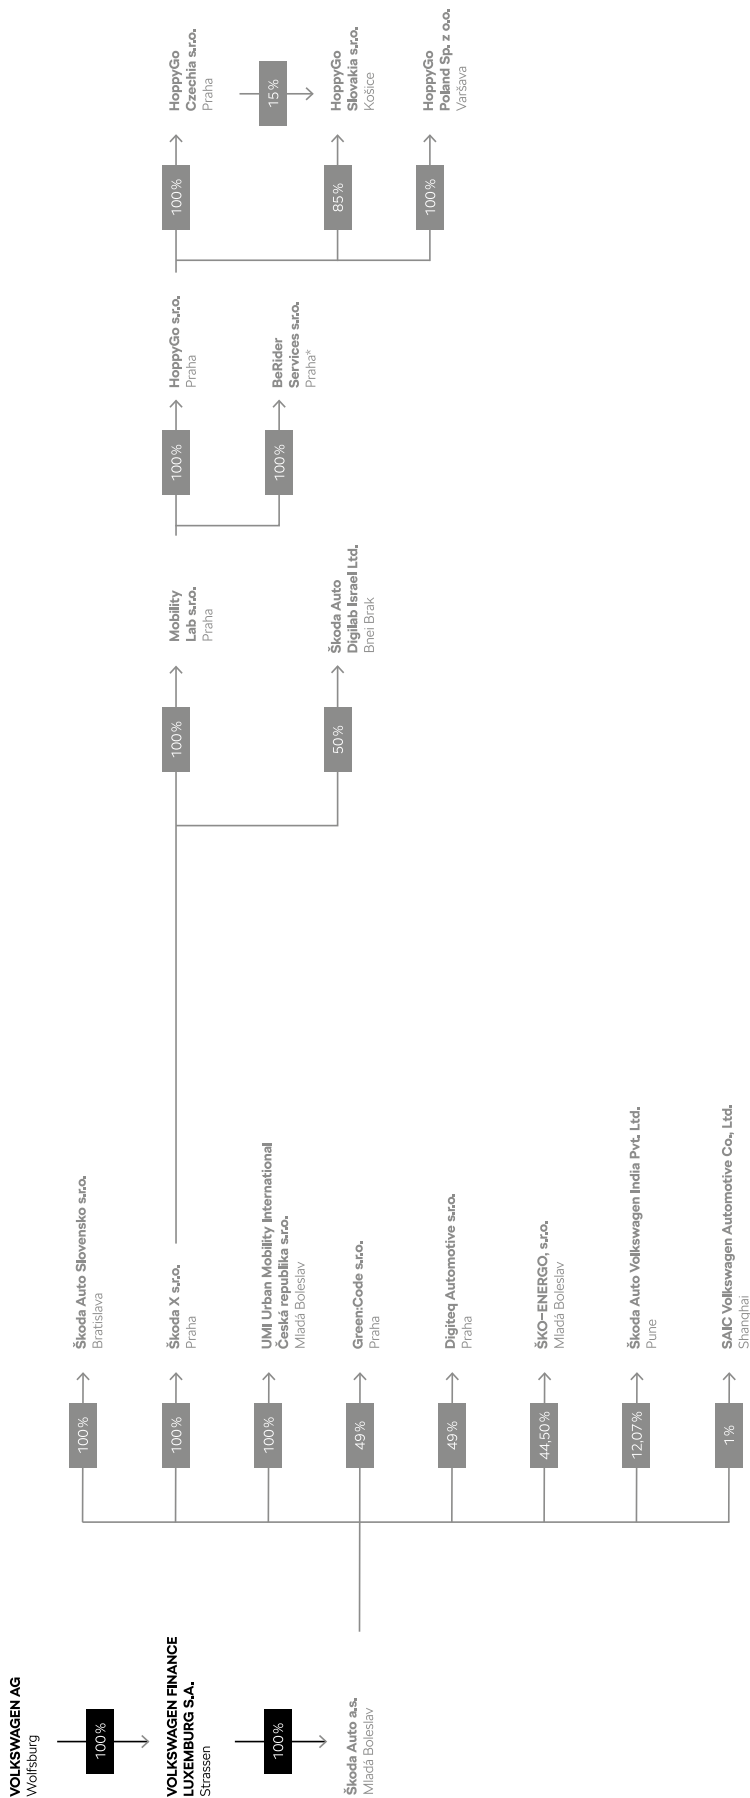 VOLKSWAGEN AG
Wolfsburg
100%
VOLKSWAGEN FINANCE
LUXEMBURG S.A.
Strassen
100%
Škoda Auto a.s.
Mladá Boleslav
100%
Škoda Auto Slovensko s.r.o.
Bratislava
100%
Škoda X s.r.o.
Praha
100%
UMI Urban Mobility International
Česká republika s.r.o.
Mladá Boleslav
49%
Green:Code s.r.o.
Praha
49%
Digiteq Automotive s.r.o.
Praha
44,50%
ŠKO–ENERGO, s.r.o.
Mladá Boleslav
12,07%
Škoda Auto Volkswagen India Pvt. Ltd.
Pune
1%
SAIC Volkswagen Automotive Co., Ltd.
Shanghai
100%
Mobility
Lab s.r.o.
Praha
50%
Škoda Auto
Digilab Israel Ltd.
Bnei Brak
100%
HoppyGo s.r.o.
Praha
100%
BeRider
Services s.r.o.
Praha*
100%
HoppyGo
Czechia s.r.o.
Praha
15%
85%
HoppyGo
Slovakia s.r.o.
Košice
100%
HoppyGo
Poland Sp. z o.o.
Varšava